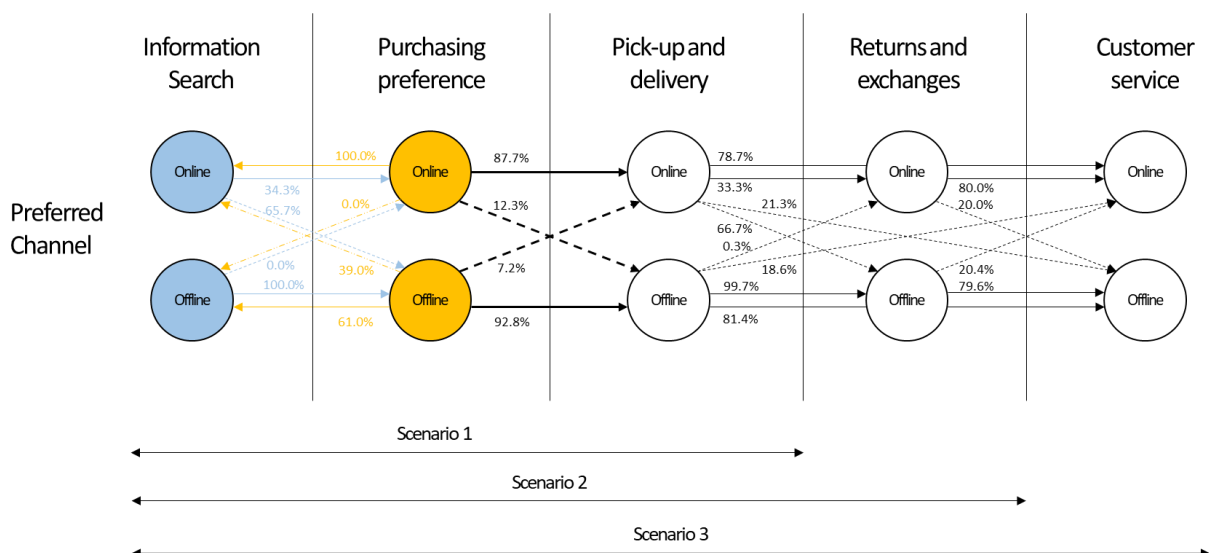 Information
Search
Purchasing
preference
Pick-up and
delivery
Returns and
exchanges
Customer
service
Preferred
Channel
Online
Online
Online
Online
Online
100.0%
34.3%
65.7%
0.0%
87.7%
12.3%
78.7%
33.3%
21.3%
66.7%
0.3%
80.0%
20.0%
Offline
Offline
Offline
Offline
Offline
0.0%
100.0%
39.0%
61.0%
7.2%
92.8%
18.6%
99.7%
81.4%
20.4%
79.6%
Scenario 1
Scenario 2
Scenario 3